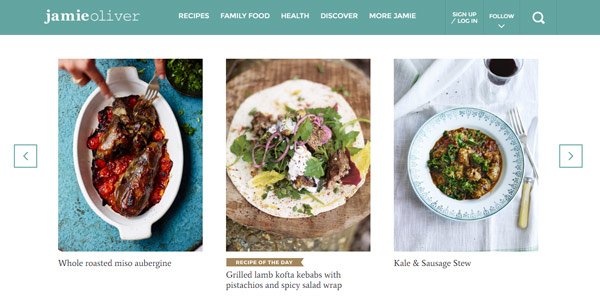 jamieoliver
RECIPES FAMILY FOOD HEALTH DISCOVER MORE JAMIE
SIGN UP
/ LOG IN
FOLLOW
Whole roasted miso aubergine
RECIPE OF THE DAY
Grilled lamb kofta kebabs with
pistachios and spicy salad wrap
Kale & Sausage Stew